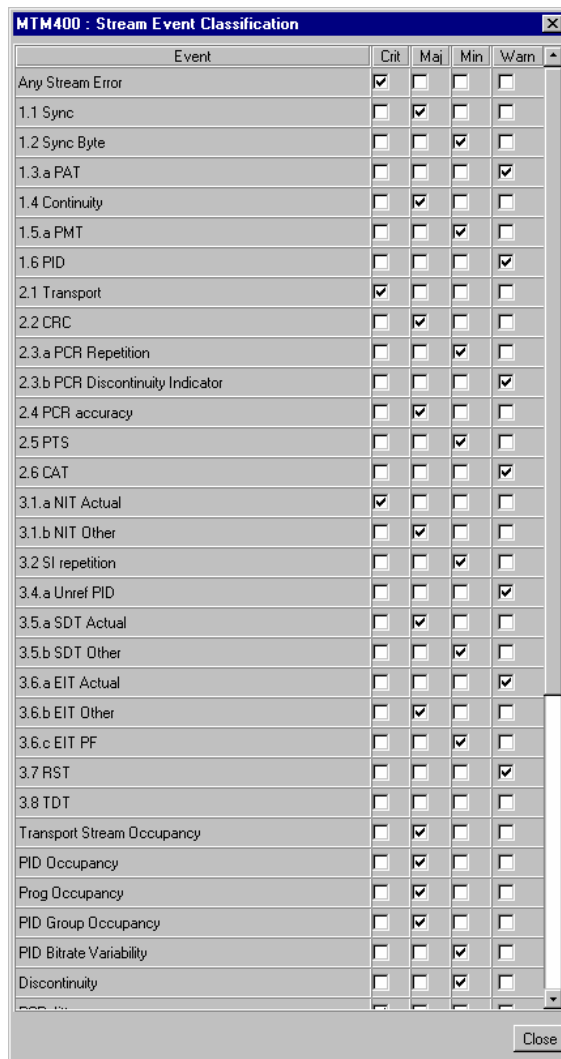 MTM400 : Stream Event Classification
Event Crit Maj Min Warn
Any Stream Error
1.1 Sync
1.2 Sync Byte
1.3.a PAT
1.4 Continuity
1.5.a PMT
1.6 PID
2.1 Transport
2.2 CRC
2.3.a PCR Repetition
2.3.b PCR Discontinuity Indicator
2.4 PCR accuracy
2.5 PTS
2.6 CAT
3.1.a NIT Actual
3.1.b NIT Other
3.2 SI repetition
3.4.a Unref PID
3.5.a SDT Actual
3.5.b SDT Other
3.6.a EIT Actual
3.6.b EIT Other
3.6.c EIT PF
3.7 RST
3.8 TDT
Transport Stream Occupancy
PID Occupancy
Prog Occupancy
PID Group Occupancy
PID Bitrate Variability
Discontinuity
Close